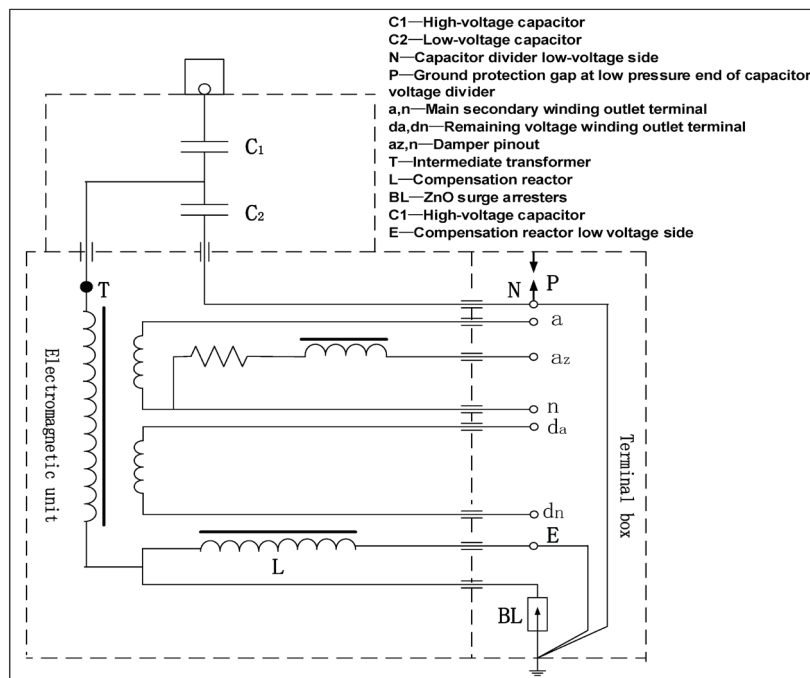 C1—High-voltage capacitor
C2—Low-voltage capacitor
N—Capacitor divider low-voltage side
P—Ground protection gap at low pressure end of capacitor
voltage divider
a,n—Main secondary winding outlet terminal
da,dn—Remaining voltage winding outlet terminal
az,n—Damper pinout
T—Intermediate transformer
L—Compensation reactor
BL—ZnO surge arresters
C1—High-voltage capacitor
E—Compensation reactor low voltage side
C1
C2
T
N
P
a
az
n
da
dn
E
L
BL
Electromagnetic unit
Terminal box